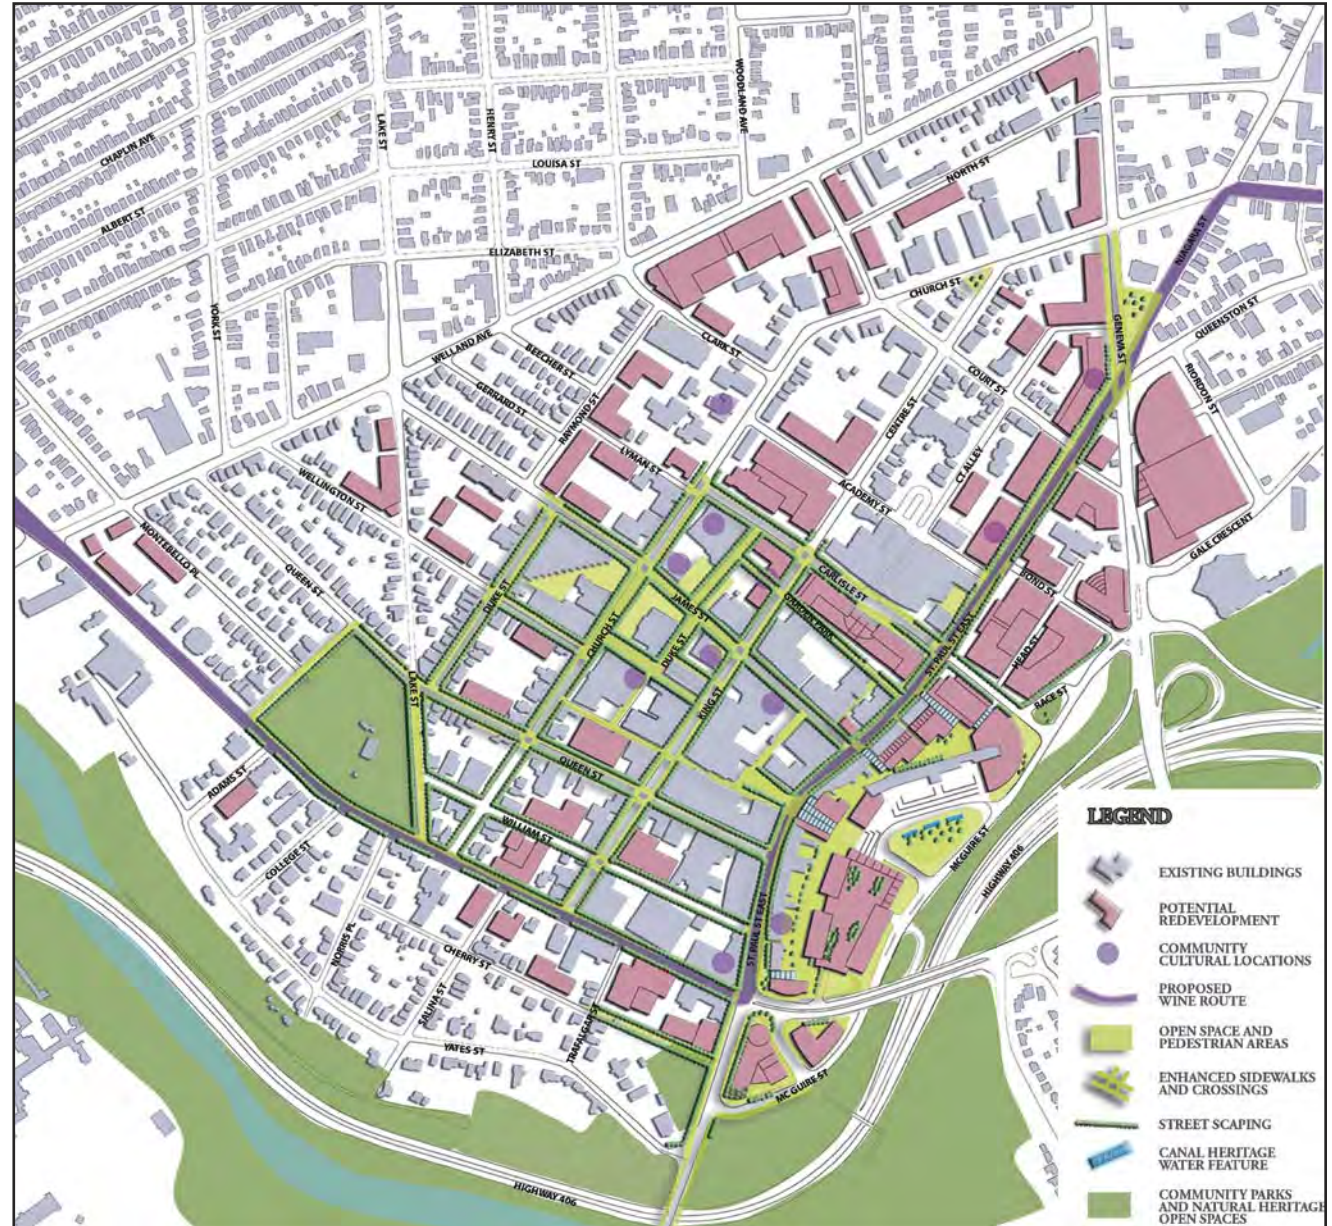 WOODLAND AVE
LAKE ST
HENRY ST
CHAPLIN AVE
LOUISA ST
NORTH ST
ALBERT ST
ELIZABETH ST
NIAGARA ST
CHURCH ST
YORK ST
GENEVA ST
QUEENSTON ST
WELLAND AVE
CLARK ST
BEECHER ST
COURT ST
RIORDON ST
GERRARD ST
RAYMOND ST
CENTRE ST
LYMAN ST
CT ALLEY
WELLINGTON ST
ACADEMY ST
GALE CRESCENT
MONTEBELLO PL
QUEEN ST
CARLISLE ST
BOND ST
DUKE ST
JAMES ST
GARDEN PARK
CHURCH ST
DUKE ST
ST. PAUL ST EAST
HEAD ST
LAKE ST
KING ST
RACE ST
ADAMS ST
QUEEN ST
WILLIAM ST
MCGUIRE ST
HIGHWAY 406
COLLEGE ST
ST PAUL ST EAST
NORRIS PL
CHERRY ST
SALINA ST
TRAFALGAR ST
YATES ST
MC GUIRE ST
HIGHWAY 406
LEGEND
EXISTING BUILDINGS
POTENTIAL
REDEVELOPMENT
COMMUNITY
CULTURAL LOCATIONS
PROPOSED
WINE ROUTE
OPEN SPACE AND
PEDESTRIAN AREAS
ENHANCED SIDEWALKS
AND CROSSINGS
STREET SCAPING
CANAL HERITAGE
WATER FEATURE
COMMUNITY PARKS
AND NATURAL HERITAGE
OPEN SPACES